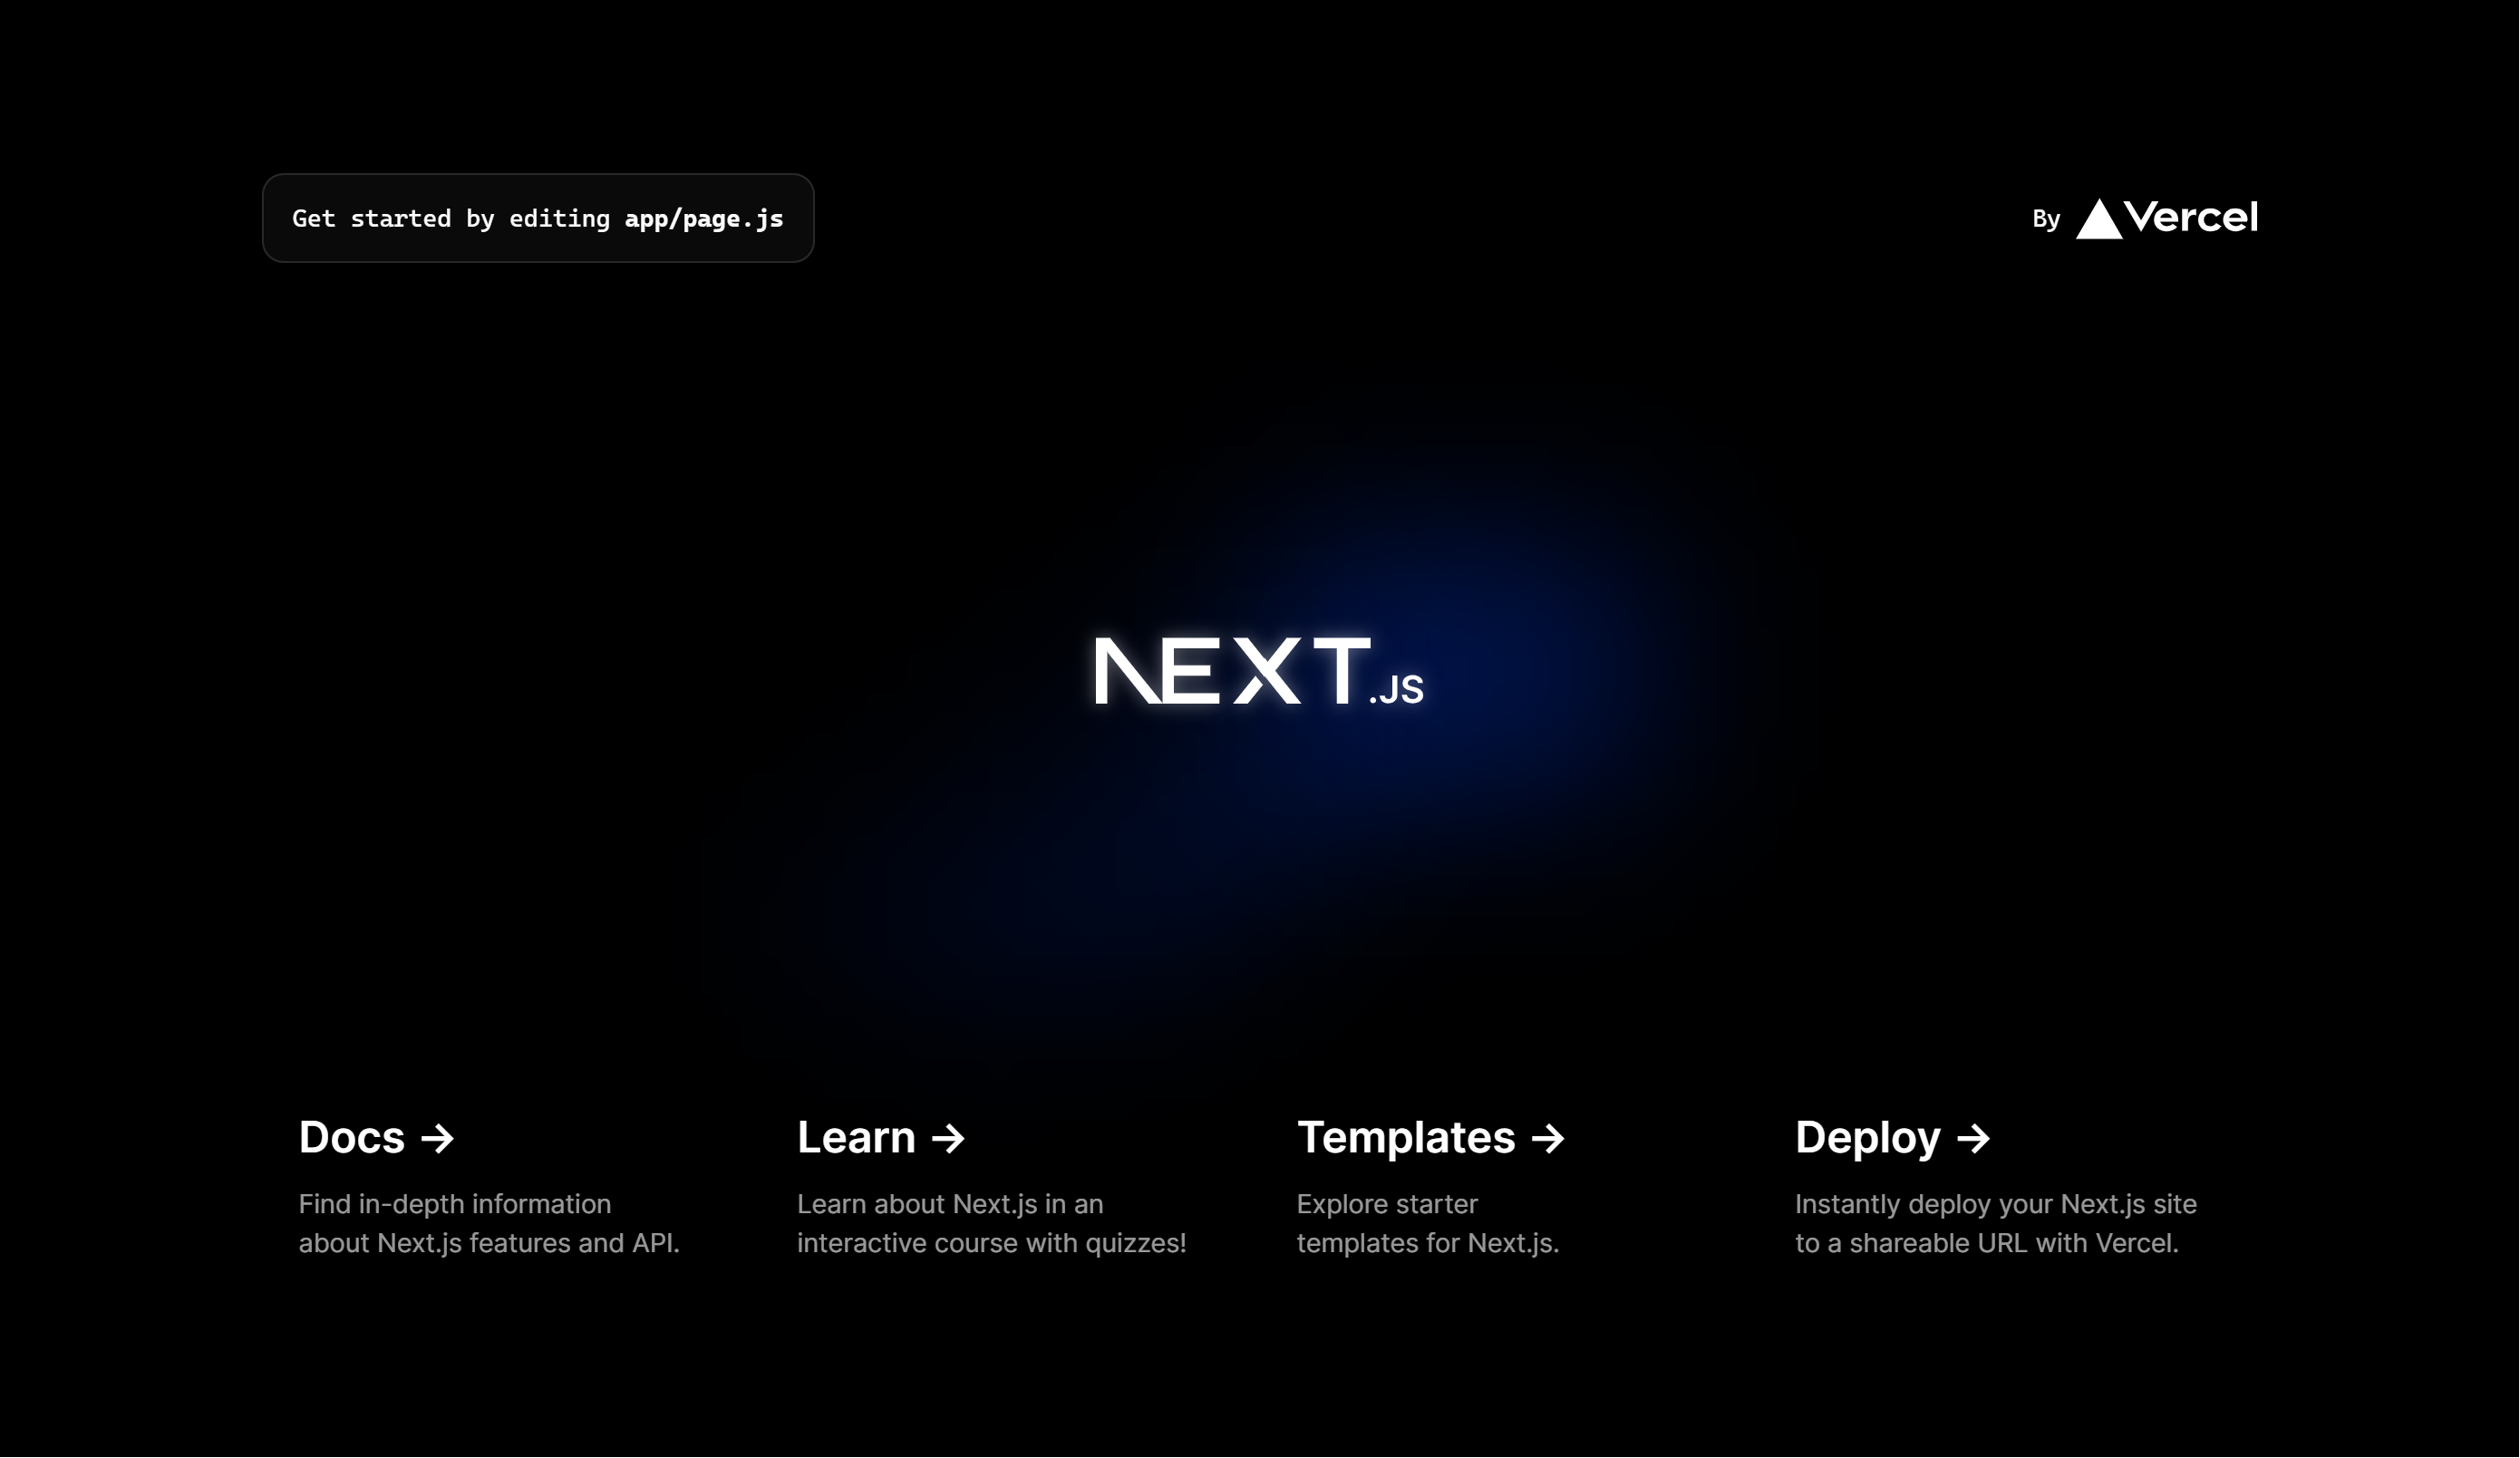 Get started by editing app/page.js
By Vercel
NEXT.JS
Docs →
Find in-depth information
about Next.js features and API.
Learn →
Learn about Next.js in an
interactive course with quizzes!
Templates →
Explore starter
templates for Next.js.
Deploy →
Instantly deploy your Next.js site
to a shareable URL with Vercel.